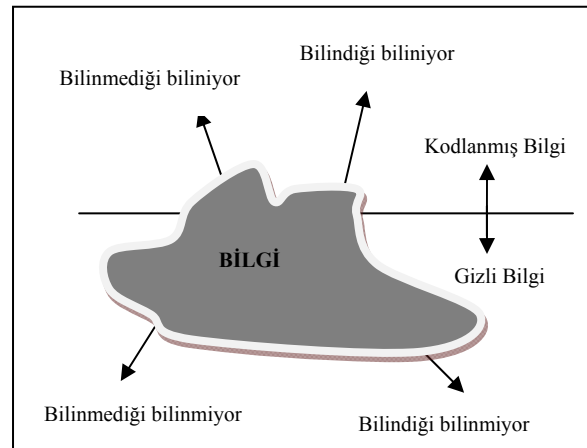 Bilinmediği biliniyor
Bilindiği biliniyor
Kodlanmış Bilgi
BİLGİ
Gizli Bilgi
Bilinmediği bilinmiyor
Bilindiği bilinmiyor